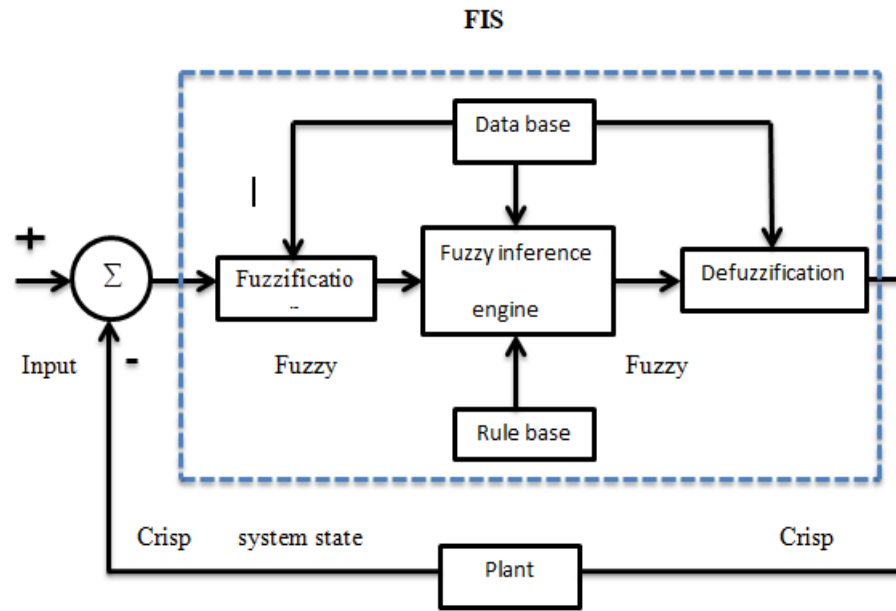 FIS
Data base
+
Σ
Fuzzificatio
Fuzzy inference
engine
Defuzzification
Input
-
Fuzzy
Fuzzy
Rule base
Crisp system state
Crisp
Plant